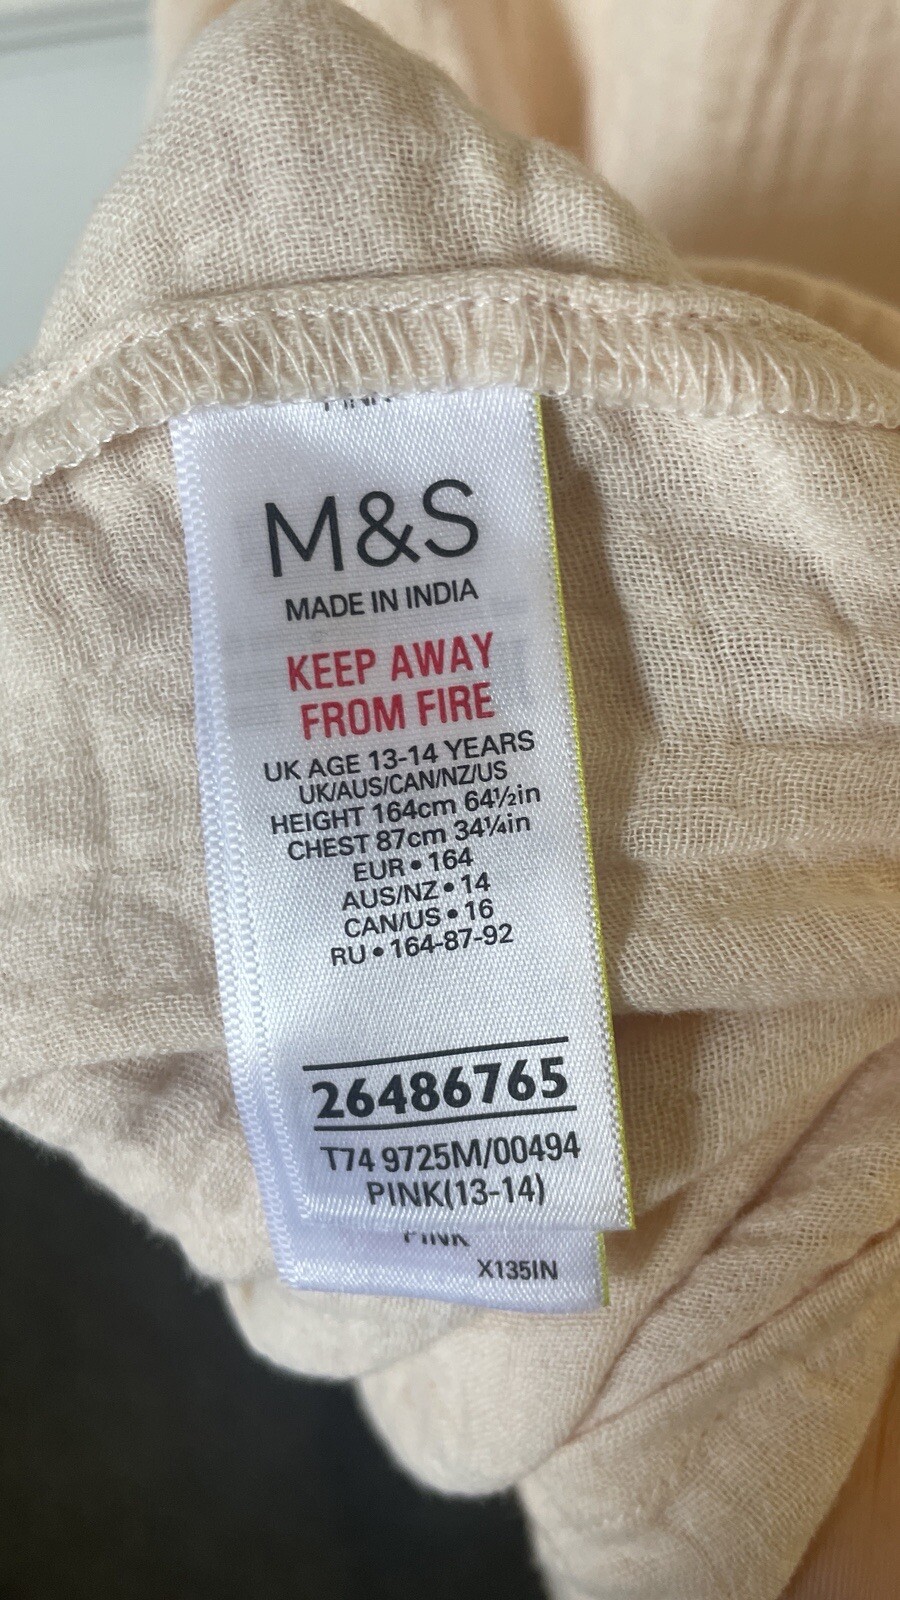 PINK
M&S
MADE IN INDIA
KEEP AWAY
FROM FIRE
UK AGE 13-14 YEARS
UK/AUS/CAN/NZ/US
HEIGHT 164cm 64½in
CHEST 87cm 34¼in
EUR • 164
AUS/NZ • 14
CAN/US • 16
RU • 164-87-92
26486765
T74 9725M/00494
PINK(13-14)
PINK
X135IN